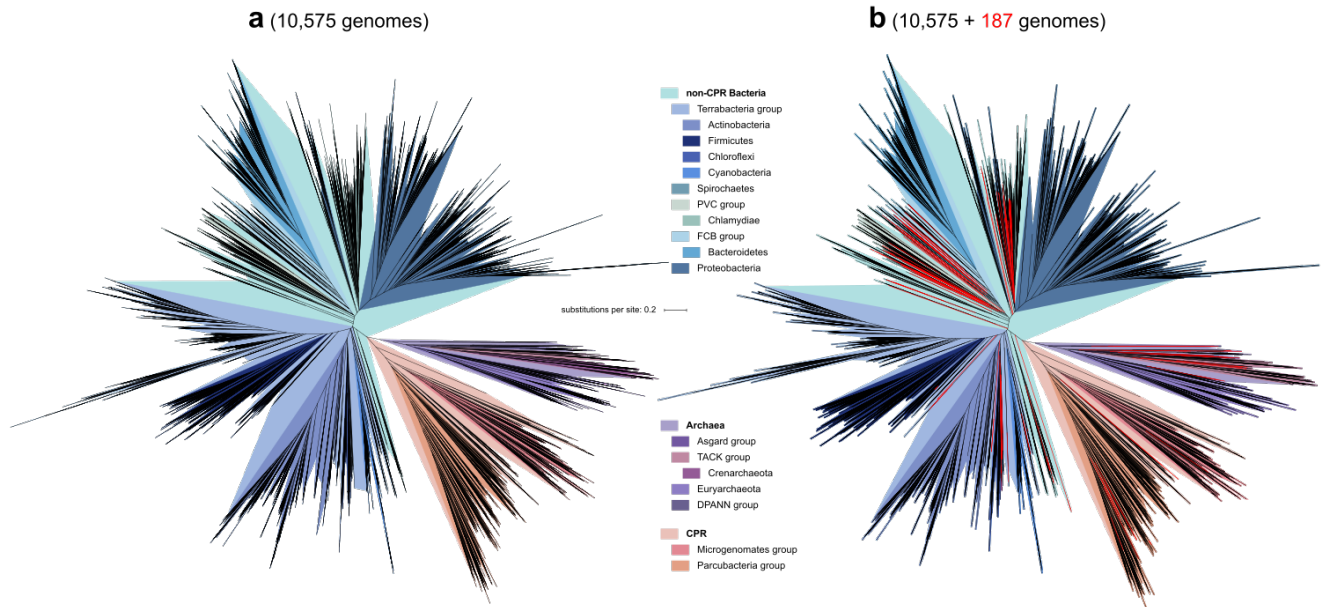 a (10,575 genomes)
b (10,575 + 187 genomes)
non-CPR Bacteria
Terrabacteria group
Actinobacteria
Firmicutes
Chloroflexi
Cyanobacteria
Spirochaetes
PVC group
Chlamydiae
FCB group
Bacteroidetes
Proteobacteria
substitutions per site: 0.2
Archaea
Asgard group
TACK group
Crenarchaeota
Euryarchaeota
DPANN group
CPR
Microgenomates group
Parcubacteria group